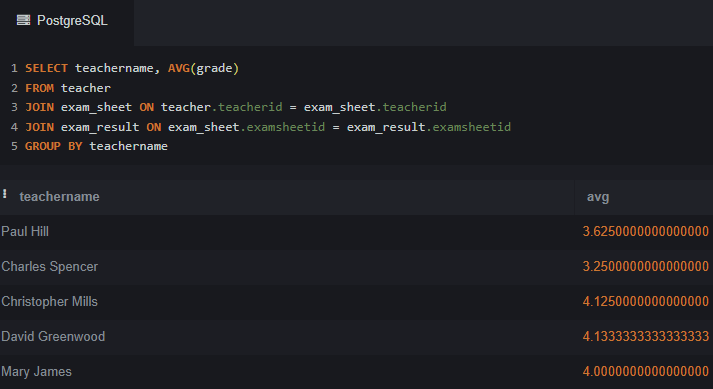 PostgreSQL
1 SELECT teachername, AVG(grade)
2 FROM teacher
3 JOIN exam_sheet ON teacher.teacherid = exam_sheet.teacherid
4 JOIN exam_result ON exam_sheet.examsheetid = exam_result.examsheetid
5 GROUP BY teachername
teachername avg
Paul Hill 3.6250000000000000
Charles Spencer 3.2500000000000000
Christopher Mills 4.1250000000000000
David Greenwood 4.1333333333333333
Mary James 4.0000000000000000